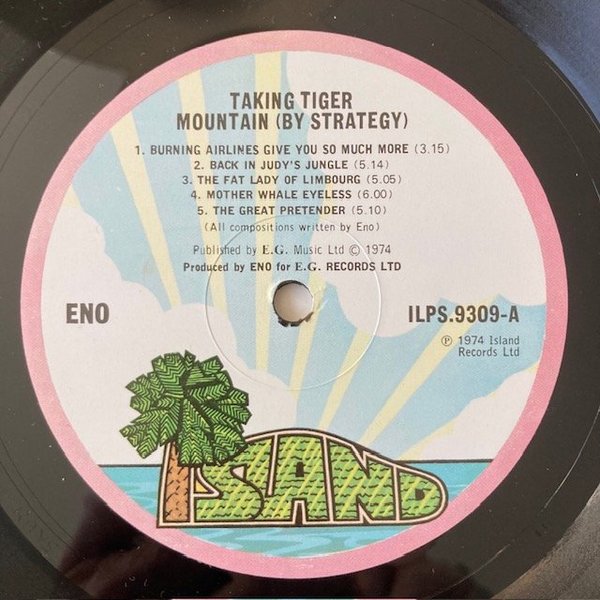 TAKING TIGER
MOUNTAIN (BY STRATEGY)
1. BURNING AIRLINES GIVE YOU SO MUCH MORE (3.15)
2. BACK IN JUDY'S JUNGLE (5.14)
3. THE FAT LADY OF LIMBOURG (5.05)
4. MOTHER WHALE EYELESS (6.00)
5. THE GREAT PRETENDER (5.10)
(All compositions written by Eno)
Published by E.G. Music Ltd © 1974
Produced by ENO for E.G. RECORDS LTD
ENO
ILPS.9309-A
℗ 1974 Island
Records Ltd
ISLAND